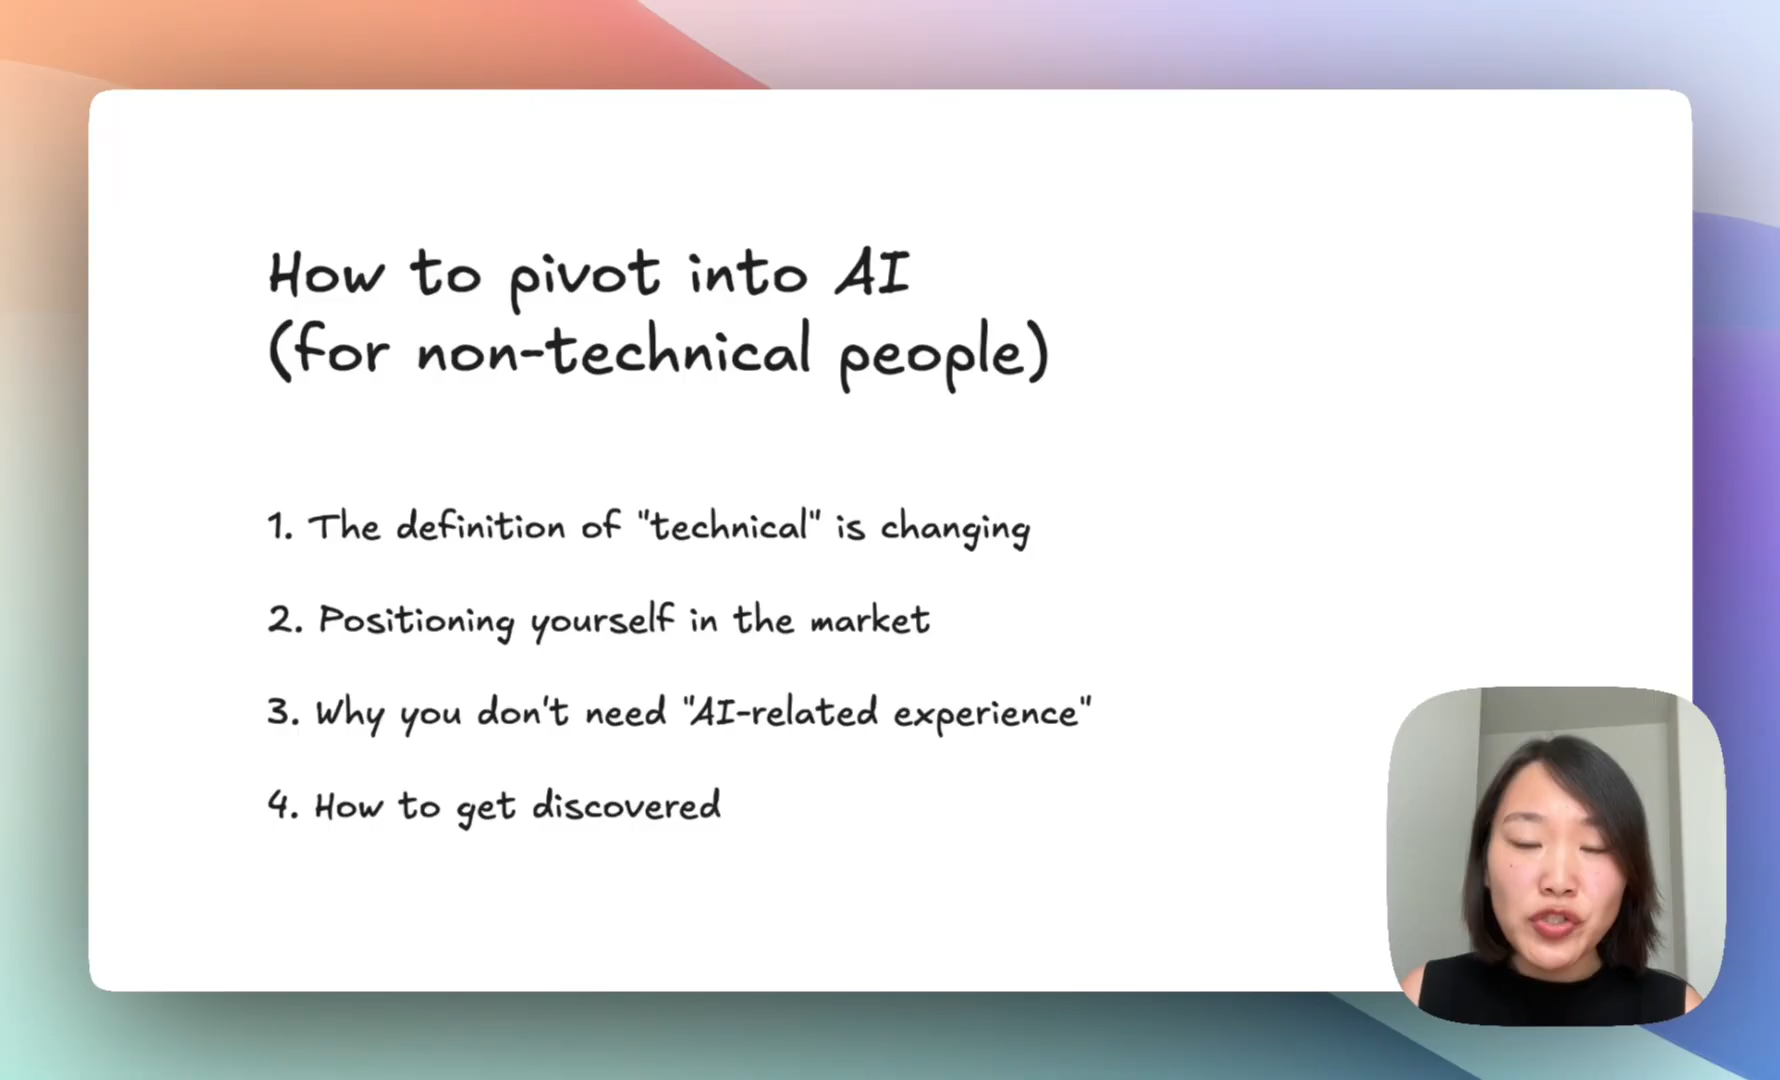 How to pivot into AI
(for non-technical people)
1. The definition of "technical" is changing
2. Positioning yourself in the market
3. Why you don't need "AI-related experience"
4. How to get discovered